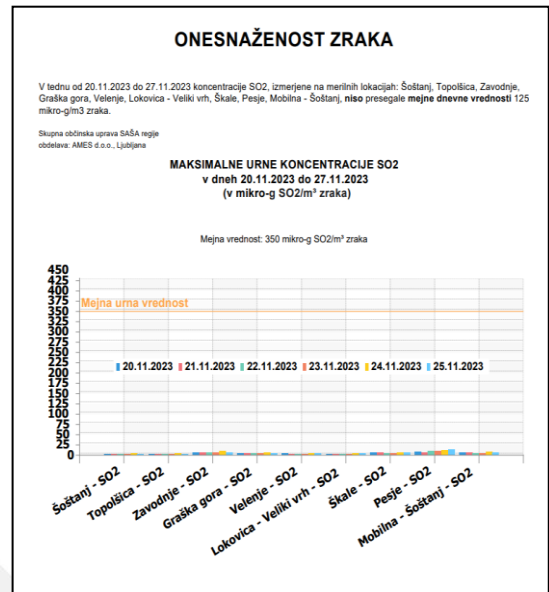 ONESNAŽENOST ZRAKA
V tednu od 20.11.2023 do 27.11.2023 koncentracije SO2, izmerjene na merilnih lokacijah: Šoštanj, Topolšica, Zavodnje,
Graška gora, Velenje, Lokovica - Veliki vrh, Škale, Pesje, Mobilna - Šoštanj, niso presegale mejne dnevne vrednosti 125
mikro-g/m3 zraka.
Skupna občinska uprava SAŠA regije
obdelava: AMES d.o.o., Ljubljana
MAKSIMALNE URNE KONCENTRACIJE SO2
v dneh 20.11.2023 do 27.11.2023
(v mikro-g SO2/m³ zraka)
Mejna vrednost: 350 mikro-g SO2/m³ zraka
450
425
400
375
350
325
300
275
250
225
200
175
150
125
100
75
50
25
0
Mejna urna vrednost
20.11.2023 21.11.2023 22.11.2023 23.11.2023 24.11.2023 25.11.2023
Šoštanj - SO2
Topolšica - SO2
Zavodnje - SO2
Graška gora - SO2
Velenje - SO2
Lokovica - Veliki vrh - SO2
Škale - SO2
Pesje - SO2
Mobilna - Šoštanj - SO2